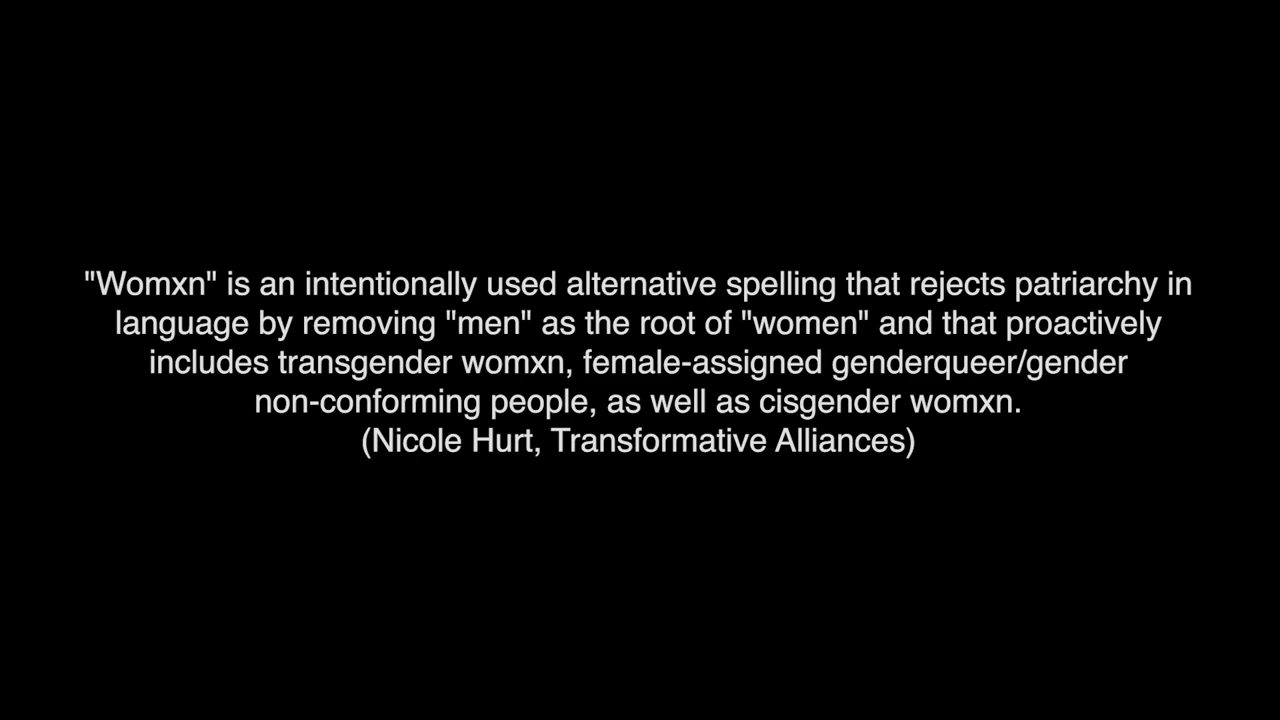 "Womxn" is an intentionally used alternative spelling that rejects patriarchy in
language by removing "men" as the root of "women" and that proactively
includes transgender womxn, female-assigned genderqueer/gender
non-conforming people, as well as cisgender womxn.
(Nicole Hurt, Transformative Alliances)